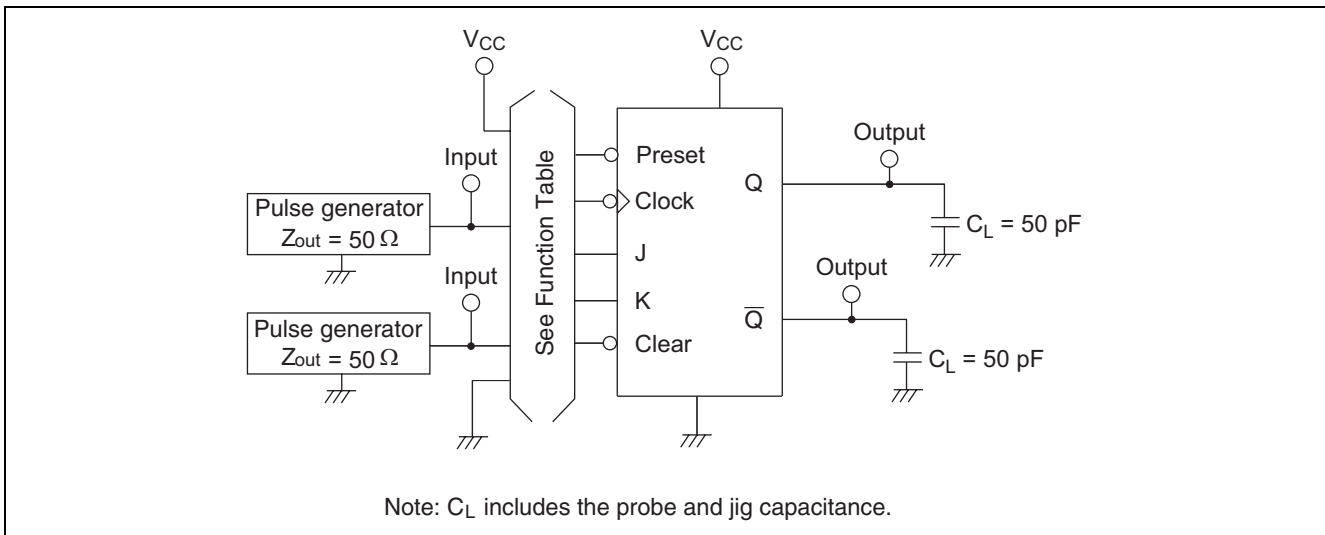 VCC
VCC
Input
Pulse generator
Zout = 50 Ω
Input
Pulse generator
Zout = 50 Ω
See Function Table
Preset
Clock
J
K
Clear
Q
Q̅
Output
CL = 50 pF
Output
CL = 50 pF
Note: CL includes the probe and jig capacitance.